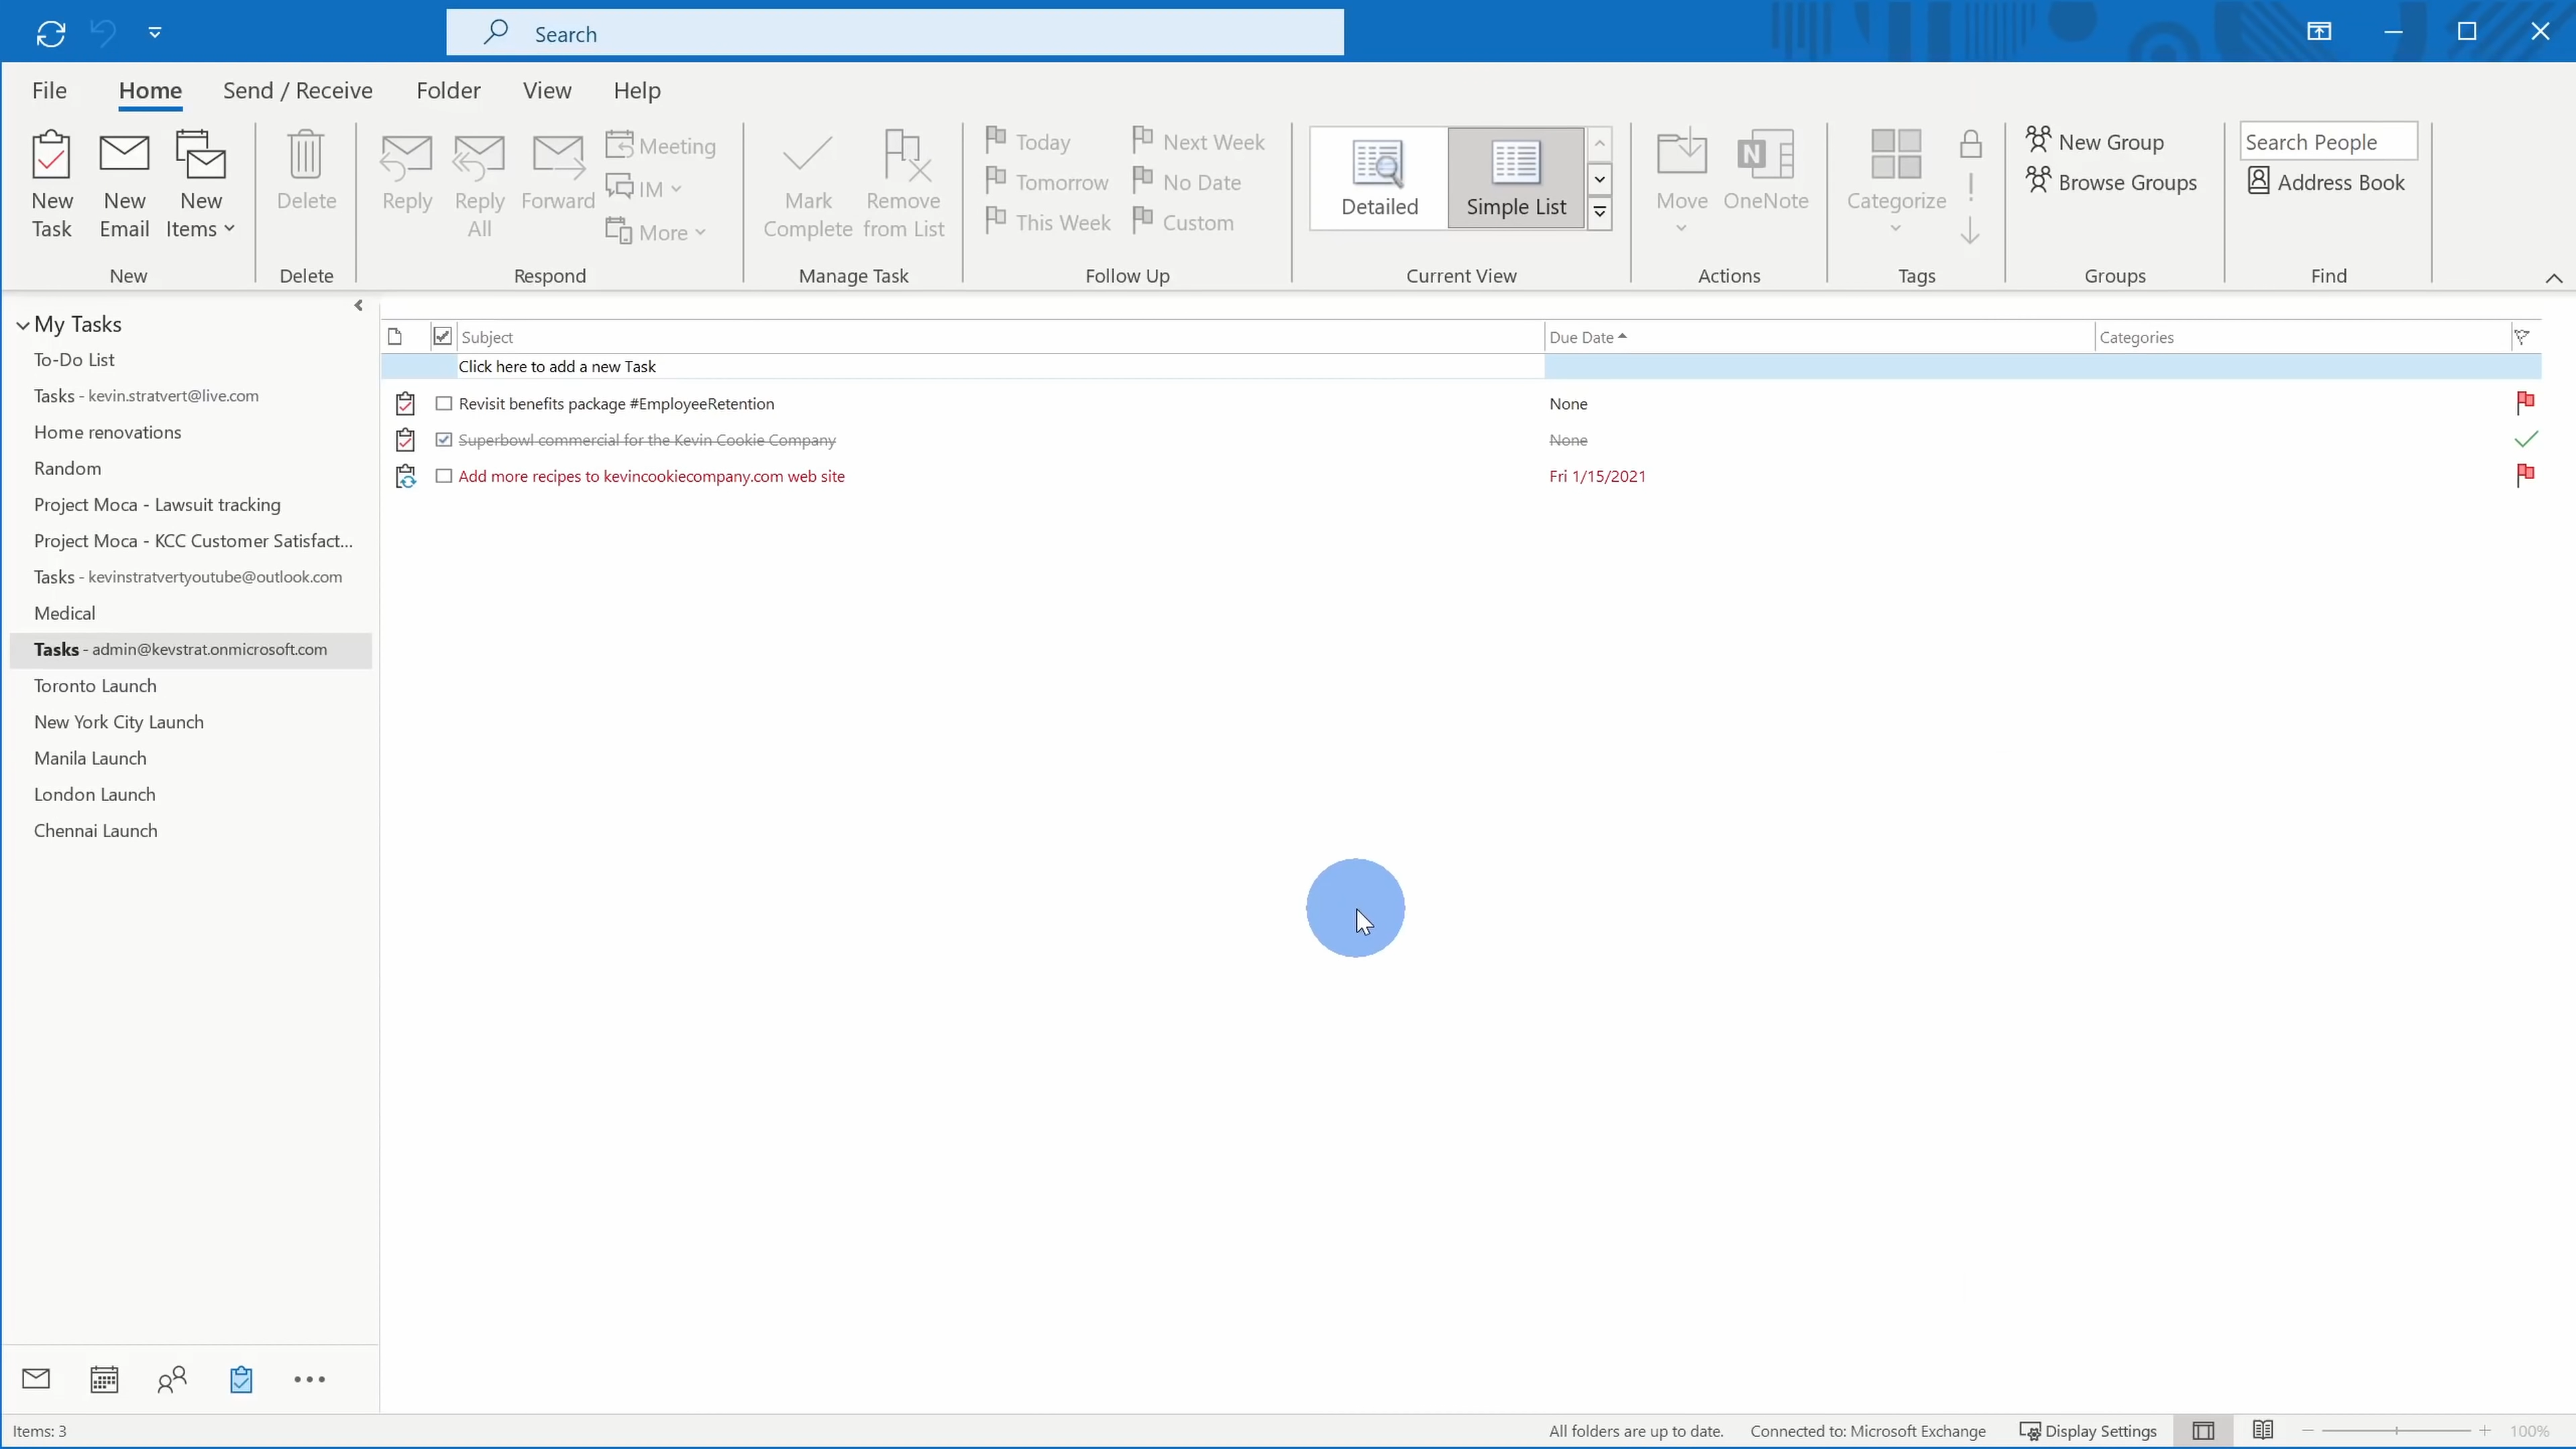 Search
File Home Send / Receive Folder View Help
New Task
New Email
New Items
New
Delete
Delete
Reply
Reply All
Forward
Meeting
IM
More
Respond
Mark Complete
Remove from List
Manage Task
Today
Tomorrow
This Week
Next Week
No Date
Custom
Follow Up
Detailed
Simple List
Current View
Move
OneNote
Actions
Categorize
Tags
New Group
Browse Groups
Groups
Search People
Address Book
Find
My Tasks
To-Do List
Tasks - kevin.stratvert@live.com
Home renovations
Random
Project Moca - Lawsuit tracking
Project Moca - KCC Customer Satisfact...
Tasks - kevinstratvertyoutube@outlook.com
Medical
Tasks - admin@kevstrat.onmicrosoft.com
Toronto Launch
New York City Launch
Manila Launch
London Launch
Chennai Launch
Subject Due Date Categories
Click here to add a new Task
Revisit benefits package #EmployeeRetention None
Superbowl commercial for the Kevin Cookie Company None
Add more recipes to kevincookiecompany.com web site Fri 1/15/2021
Items: 3 All folders are up to date. Connected to: Microsoft Exchange Display Settings 100%